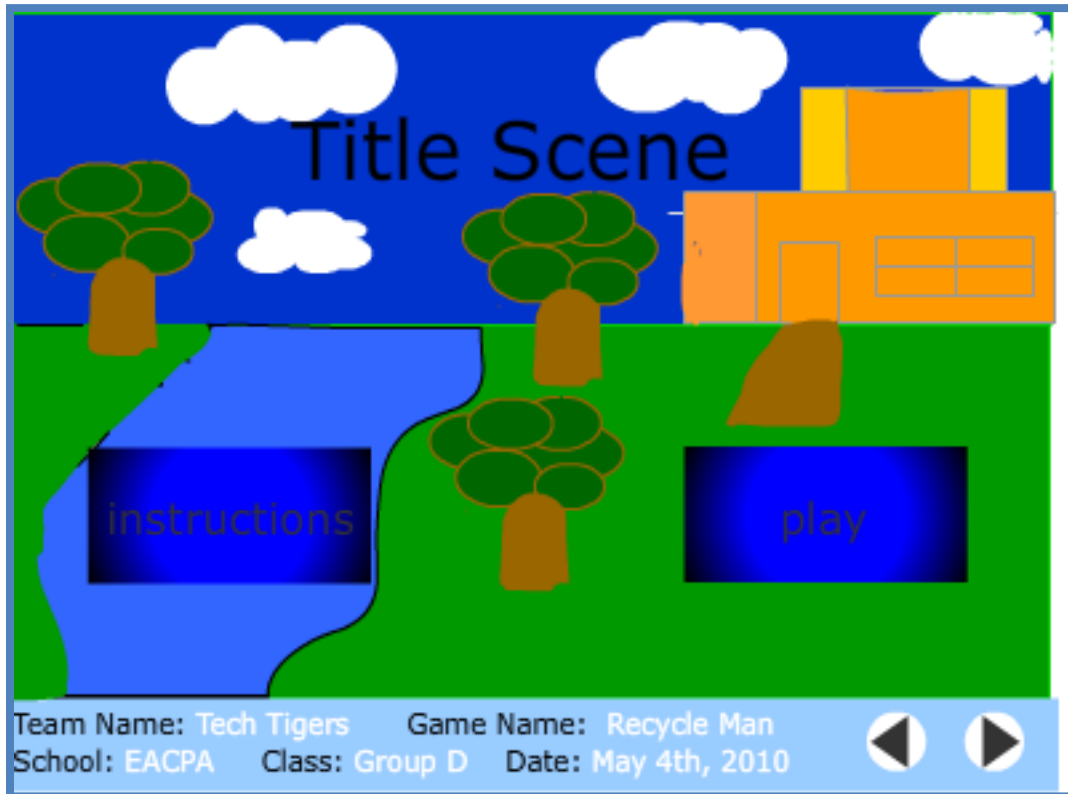 Title Scene
instructions
play
Team Name: Tech Tigers Game Name: Recycle Man
School: EACPA Class: Group D Date: May 4th, 2010